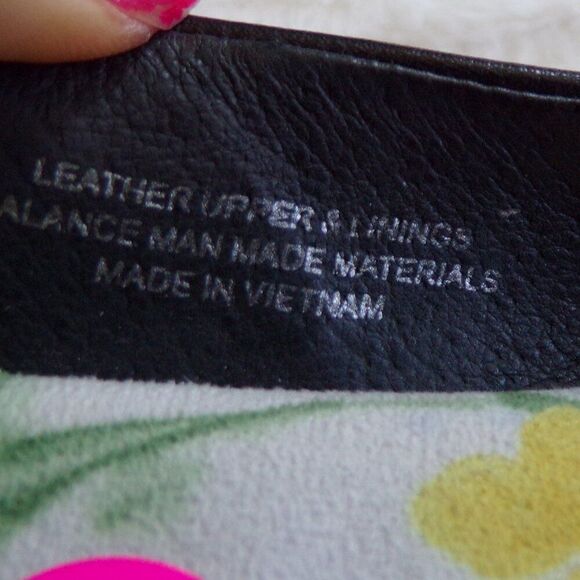 LEATHER UPPER & LININGS
ALANCE MAN MADE MATERIALS
MADE IN VIETNAM